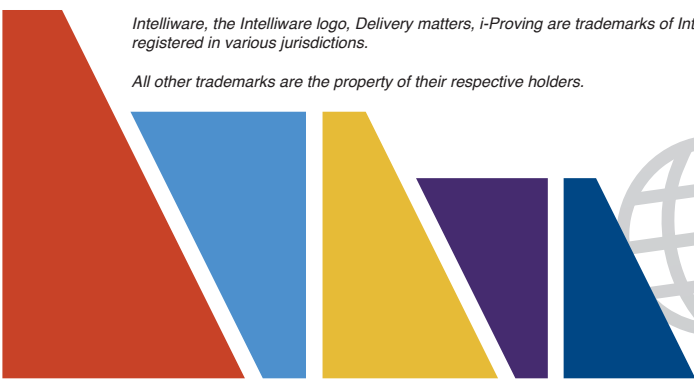 Intelliware, the Intelliware logo, Delivery matters, i-Proving are trademarks of Int
registered in various jurisdictions.
All other trademarks are the property of their respective holders.